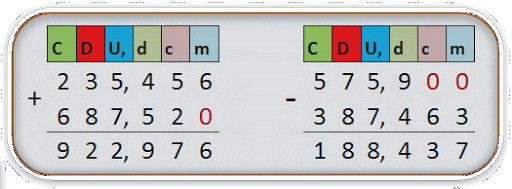 C D U, d c m
2 3 5, 4 5 6
+
6 8 7, 5 2 0
9 2 2, 9 7 6
C D U, d c m
5 7 5, 9 0 0
-
3 8 7, 4 6 3
1 8 8, 4 3 7